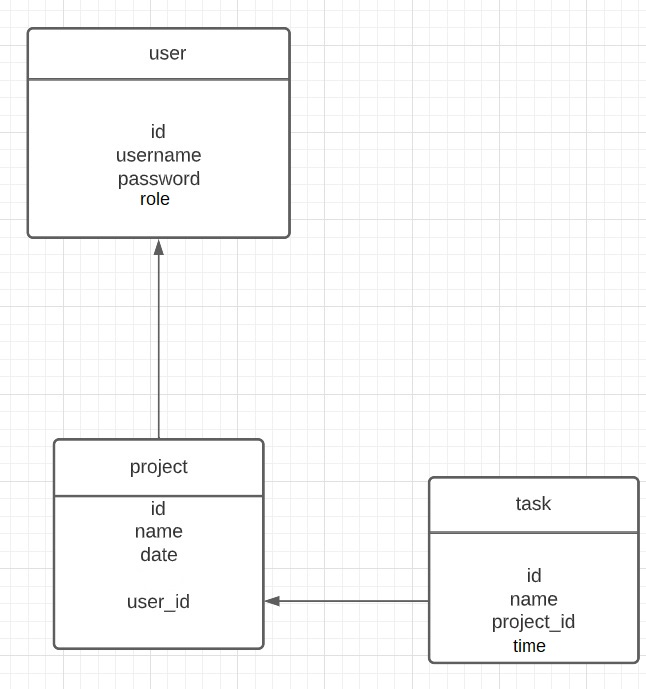 user
id
username
password
role
project
id
name
date
user_id
task
id
name
project_id
time